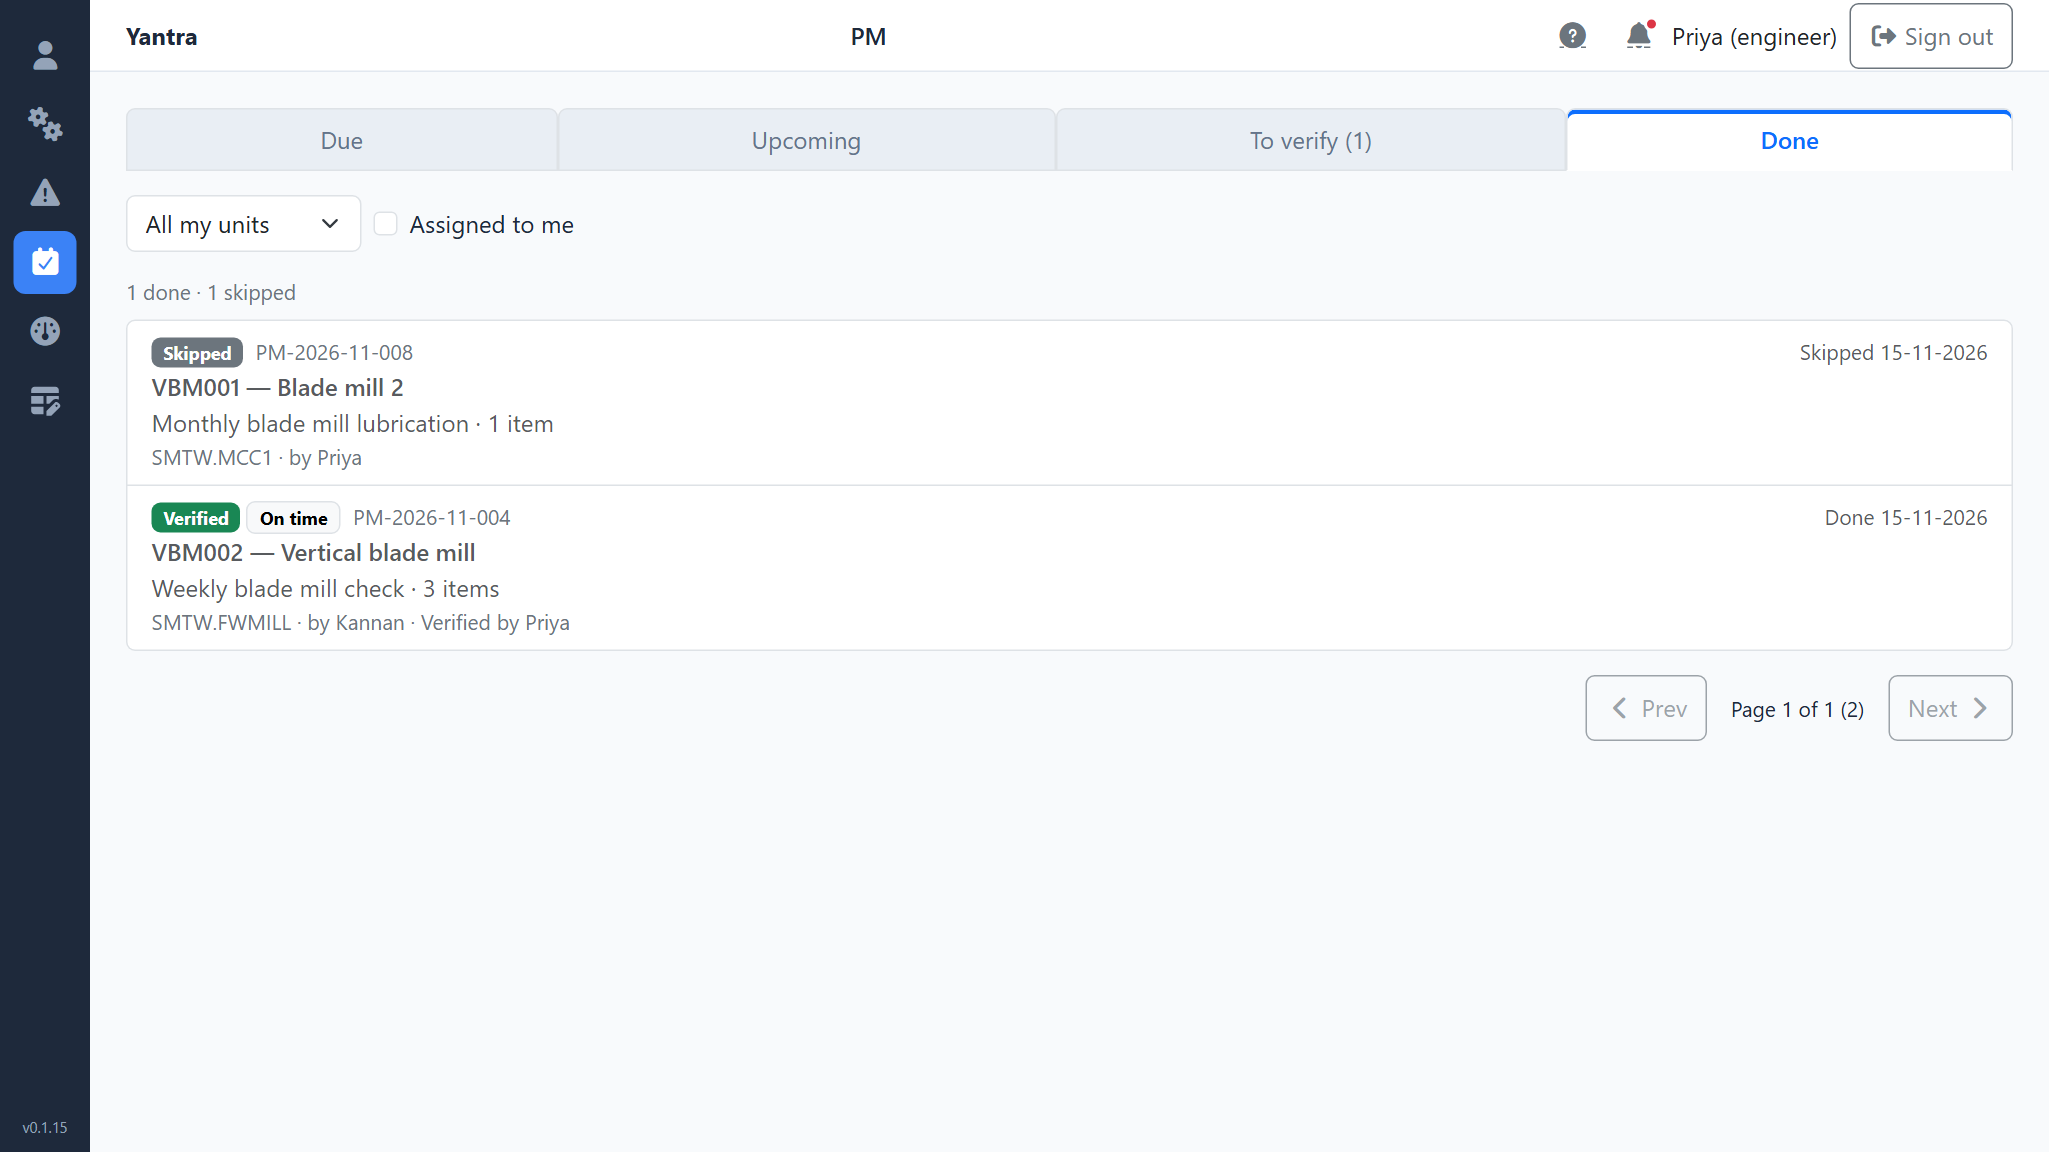 Yantra
PM
Priya (engineer)
Sign out
Due
Upcoming
To verify (1)
Done
All my units
Assigned to me
1 done · 1 skipped
Skipped PM-2026-11-008
Skipped 15-11-2026
VBM001 — Blade mill 2
Monthly blade mill lubrication · 1 item
SMTW.MCC1 · by Priya
Verified On time PM-2026-11-004
Done 15-11-2026
VBM002 — Vertical blade mill
Weekly blade mill check · 3 items
SMTW.FWMILL · by Kannan · Verified by Priya
Prev
Page 1 of 1 (2)
Next
v0.1.15